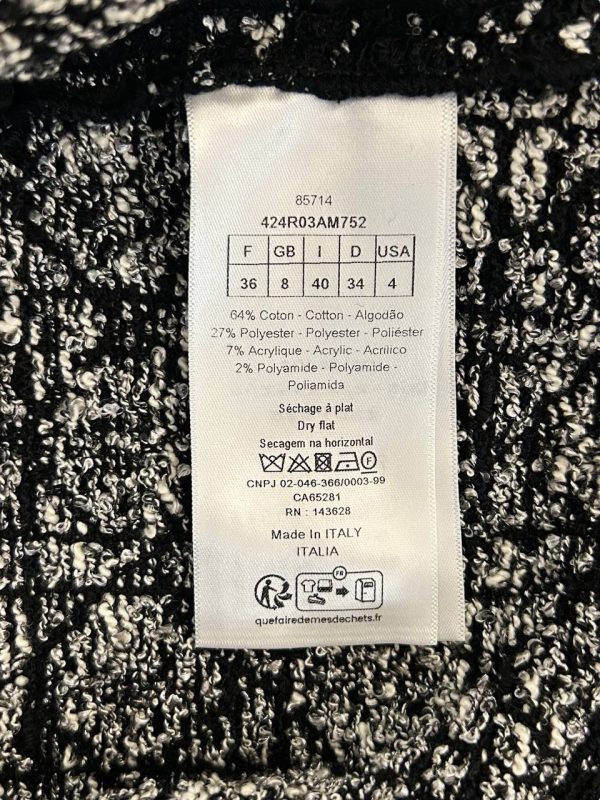 85714
424R03AM752
F GB I D USA
36 8 40 34 4
64% Coton - Cotton - Algodão
27% Polyester - Polyester - Poliéster
7% Acrylique - Acrylic - Acrilico
2% Polyamide - Polyamide -
Poliamida
Séchage à plat
Dry flat
Secagem na horizontal
F
CNPJ 02-046-366/0003-99
CA65281
RN : 143628
Made In ITALY
ITALIA
FR
quefairedemesdechets.fr